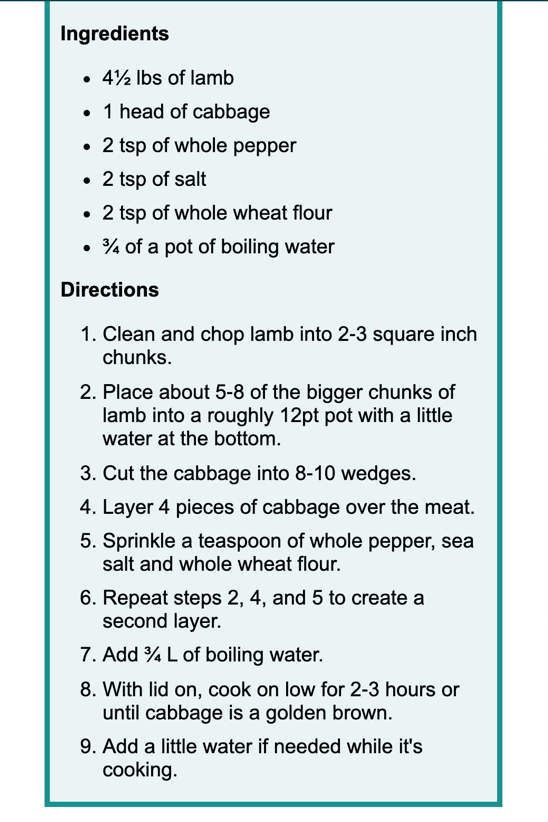 Ingredients
• 4½ lbs of lamb
• 1 head of cabbage
• 2 tsp of whole pepper
• 2 tsp of salt
• 2 tsp of whole wheat flour
• ¾ of a pot of boiling water
Directions
1. Clean and chop lamb into 2-3 square inch
chunks.
2. Place about 5-8 of the bigger chunks of
lamb into a roughly 12pt pot with a little
water at the bottom.
3. Cut the cabbage into 8-10 wedges.
4. Layer 4 pieces of cabbage over the meat.
5. Sprinkle a teaspoon of whole pepper, sea
salt and whole wheat flour.
6. Repeat steps 2, 4, and 5 to create a
second layer.
7. Add ¾ L of boiling water.
8. With lid on, cook on low for 2-3 hours or
until cabbage is a golden brown.
9. Add a little water if needed while it's
cooking.